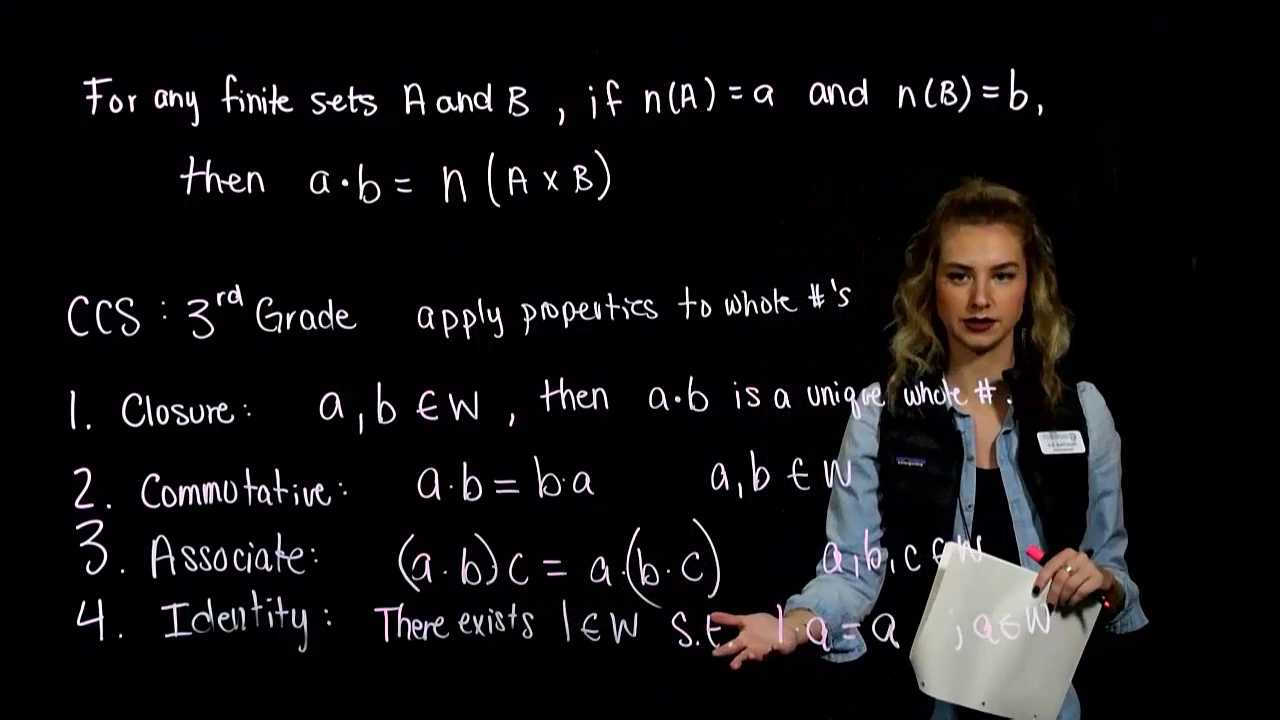 For any finite sets A and B, if n(A) = a and n(B) = b,
then a·b = n (A x B)
CCS : 3rd Grade apply properties to whole #'s
1. Closure: a, b ∈ W, then a·b is a unique whole #.
2. Commutative: a·b = b·a a, b ∈ W
3. Associate: (a·b)c = a·(b·c) a, b, c ∈ W
4. Identity: There exists 1 ∈ W s.t. 1·a = a ; a ∈ W